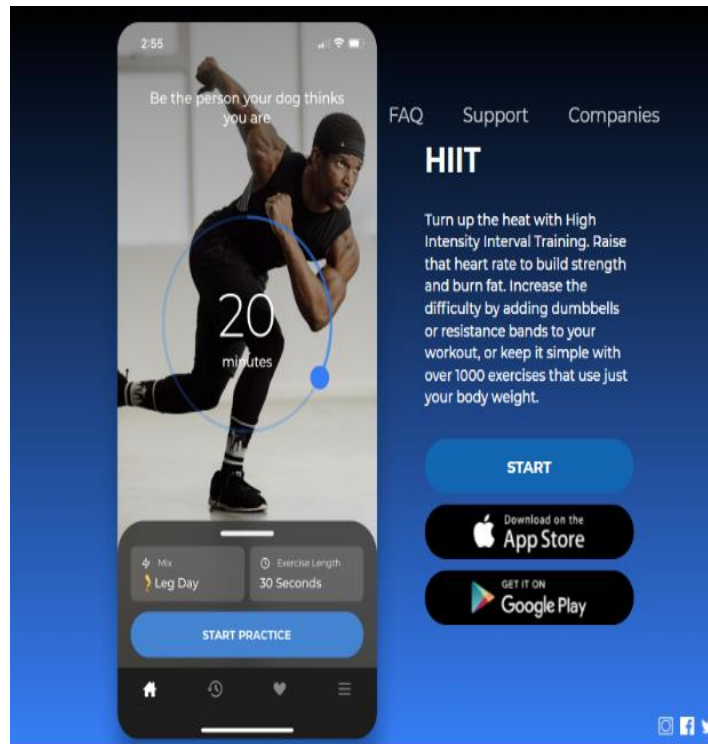 2:55
Be the person your dog thinks
you are
20
minutes
Mix
Leg Day
Exercise Length
30 Seconds
START PRACTICE
FAQ Support Companies
HIIT
Turn up the heat with High
Intensity Interval Training. Raise
that heart rate to build strength
and burn fat. Increase the
difficulty by adding dumbbells
or resistance bands to your
workout, or keep it simple with
over 1000 exercises that use just
your body weight.
START
Download on the
App Store
GET IT ON
Google Play